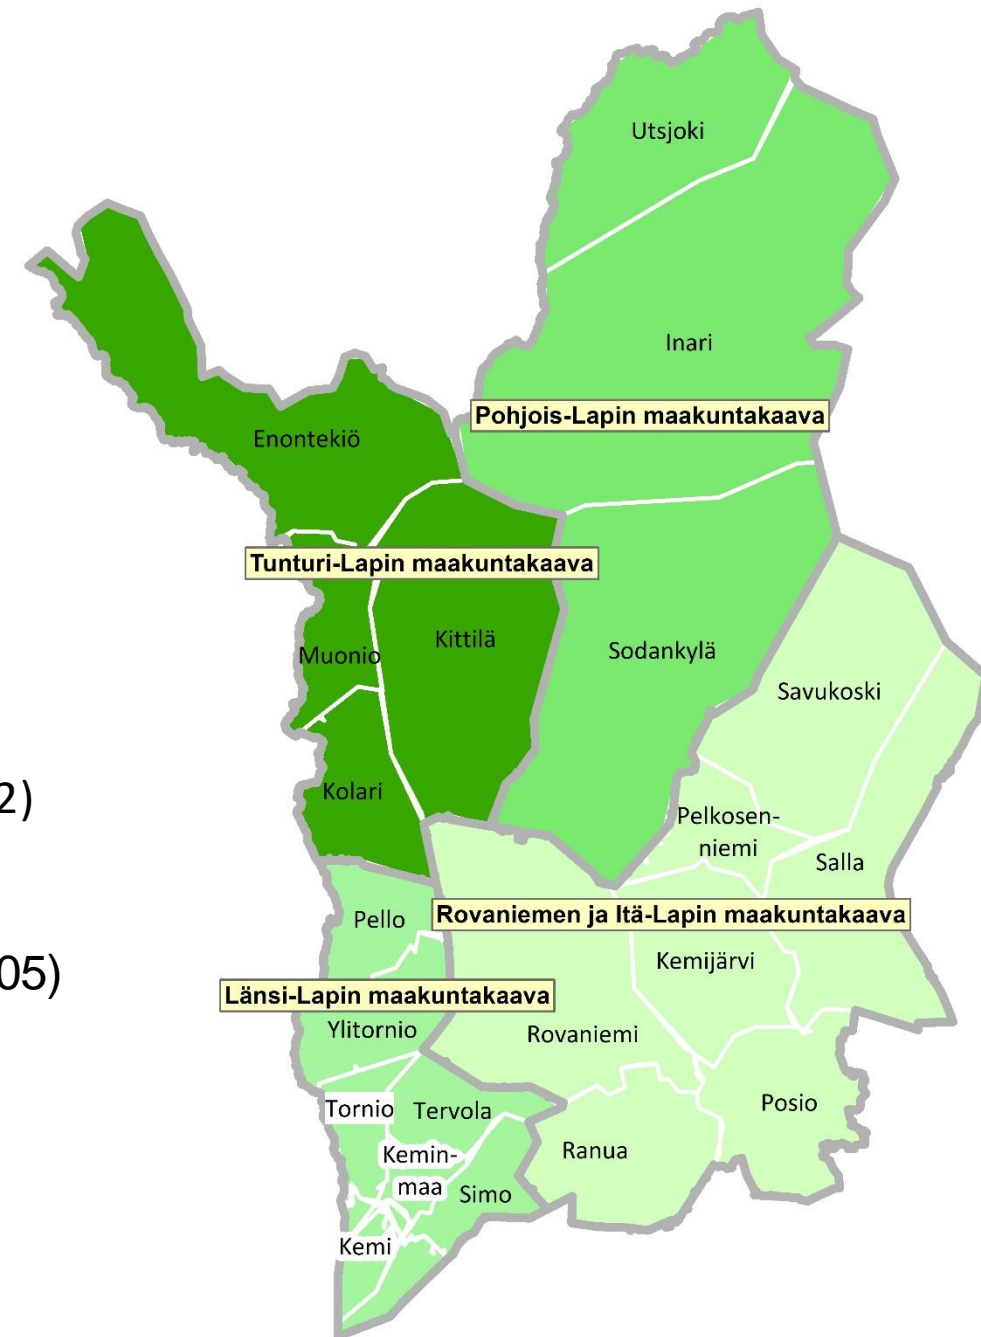 Utsjoki
Inari
Pohjois-Lapin maakuntakaava
Enontekiö
Tunturi-Lapin maakuntakaava
Kittilä
Muonio
Sodankylä
Savukoski
Kolari
2)
Pelkosen-
niemi
Salla
Pello
Rovaniemen ja Itä-Lapin maakuntakaava
Kemijärvi
05)
Länsi-Lapin maakuntakaava
Ylitornio
Rovaniemi
Tornio
Tervola
Posio
Ranua
Kemin-
maa
Simo
Kemi